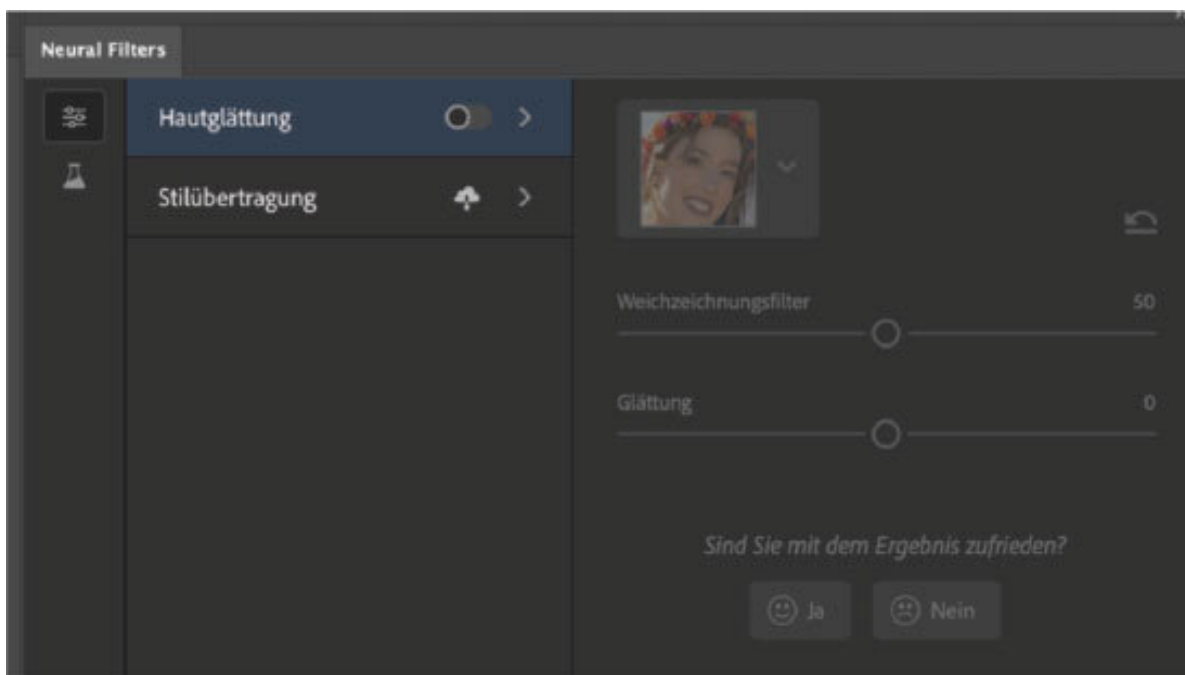 Neural Filters
Hautglättung
Stilübertragung
Weichzeichnungsfilter 50
Glättung 0
Sind Sie mit dem Ergebnis zufrieden?
Ja Nein